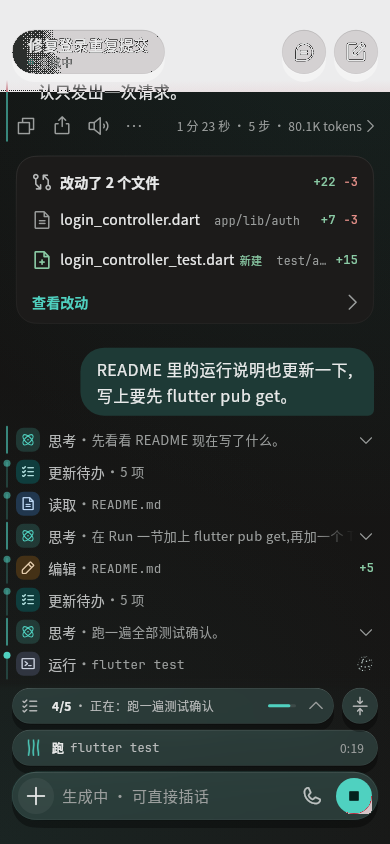 修复登录重复提交
成中
认只发出一次请求。
1 分 23 秒 · 5 步 · 80.1K tokens
改动了 2 个文件 +22 -3
login_controller.dart app/lib/auth +7 -3
login_controller_test.dart 新建 test/a… +15
查看改动
README 里的运行说明也更新一下,
写上要先 flutter pub get。
思考 · 先看看 README 现在写了什么。
更新待办 · 5 项
读取 · README.md
思考 · 在 Run 一节加上 flutter pub get,再加一个
编辑 · README.md +5
更新待办 · 5 项
思考 · 跑一遍全部测试确认。
运行 · flutter test
4/5 · 正在: 跑一遍测试确认
跑 flutter test 0:19
生成中 · 可直接插话